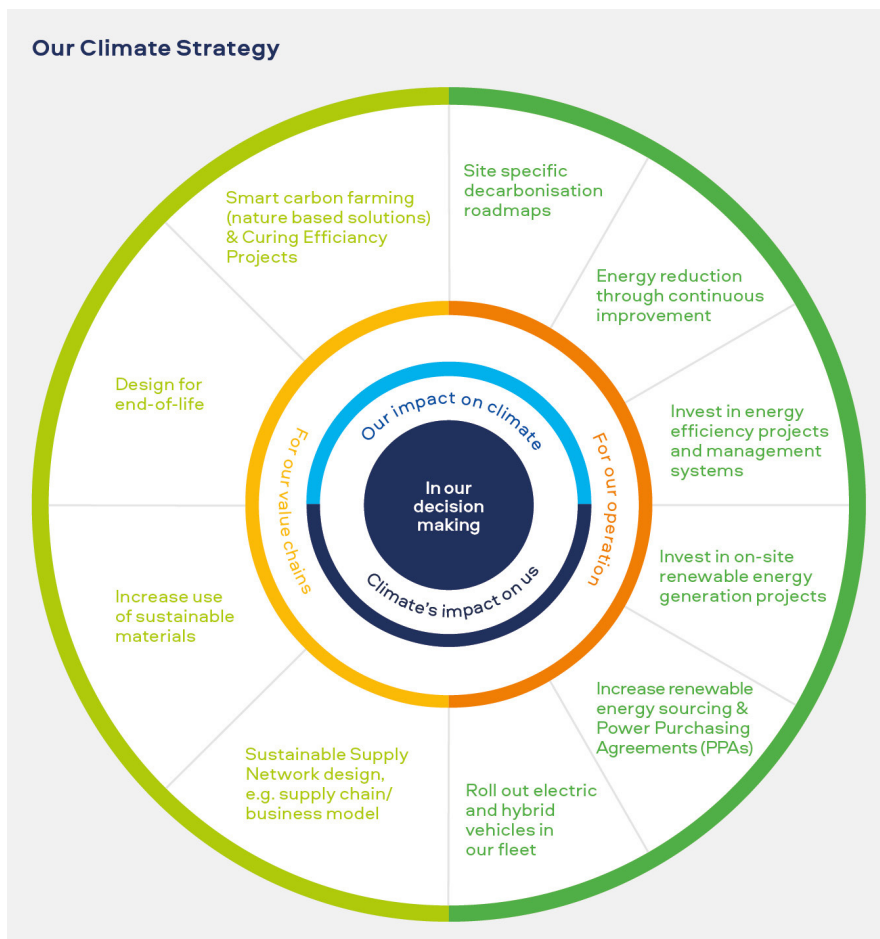 Our Climate Strategy
Smart carbon farming
(nature based solutions)
& Curing Efficiancy
Projects
Site specific
decarbonisation
roadmaps
Energy reduction
through continuous
improvement
Design for
end-of-life
Invest in energy
efficiency projects
and management
systems
Our impact on climate
For our value chains
In our
decision
making
For our operation
Climate's impact on us
Invest in on-site
renewable energy
generation projects
Increase use
of sustainable
materials
Increase renewable
energy sourcing &
Power Purchasing
Agreements (PPAs)
Sustainable Supply
Network design,
e.g. supply chain/
business model
Roll out electric
and hybrid
vehicles in
our fleet